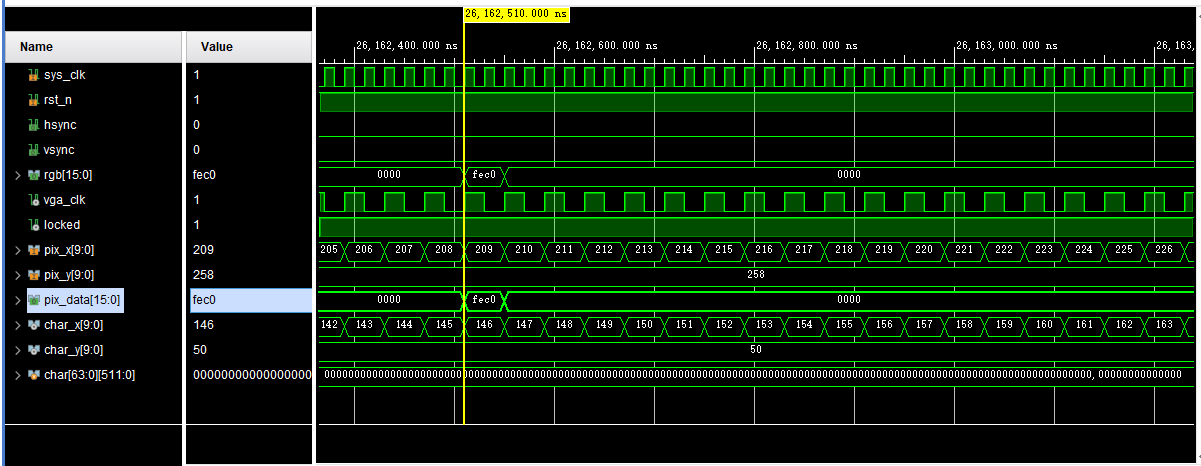 26,162,510.000 ns
Name Value
26,162,400.000 ns 26,162,600.000 ns 26,162,800.000 ns 26,163,000.000 ns 26,163,
sys_clk 1
rst_n 1
hsync 0
vsync 0
rgb[15:0] fec0 0000 fec0 0000
vga_clk 1
locked 1
pix_x[9:0] 209 205 206 207 208 209 210 211 212 213 214 215 216 217 218 219 220 221 222 223 224 225 226
pix_y[9:0] 258 258
pix_data[15:0] fec0 0000 fec0 0000
char_x[9:0] 146 142 143 144 145 146 147 148 149 150 151 152 153 154 155 156 157 158 159 160 161 162 163
char_y[9:0] 50 50
char[63:0][511:0]